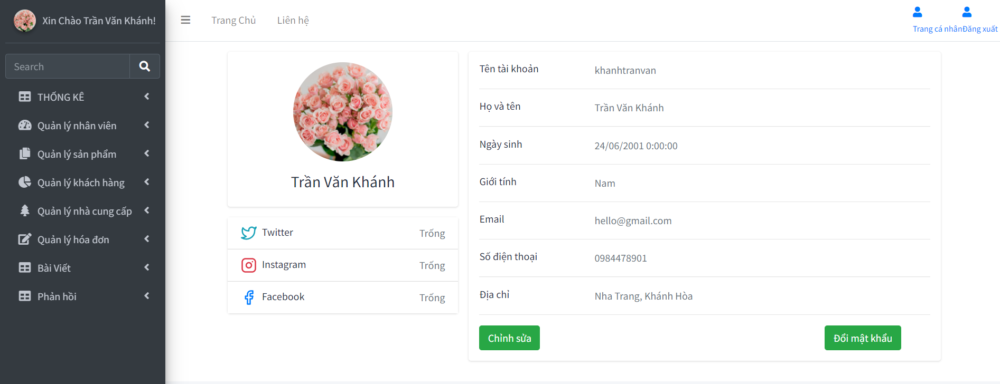 Xin Chào Trần Văn Khánh!
Search
THỐNG KÊ
Quản lý nhân viên
Quản lý sản phẩm
Quản lý khách hàng
Quản lý nhà cung cấp
Quản lý hóa đơn
Bài Viết
Phản hồi
Trang Chủ Liên hệ
Trang cá nhân Đăng xuất
Trần Văn Khánh
Twitter Trống
Instagram Trống
Facebook Trống
Tên tài khoản khanhtranvan
Họ và tên Trần Văn Khánh
Ngày sinh 24/06/2001 0:00:00
Giới tính Nam
Email hello@gmail.com
Số điện thoại 0984478901
Địa chỉ Nha Trang, Khánh Hòa
Chỉnh sửa Đổi mật khẩu